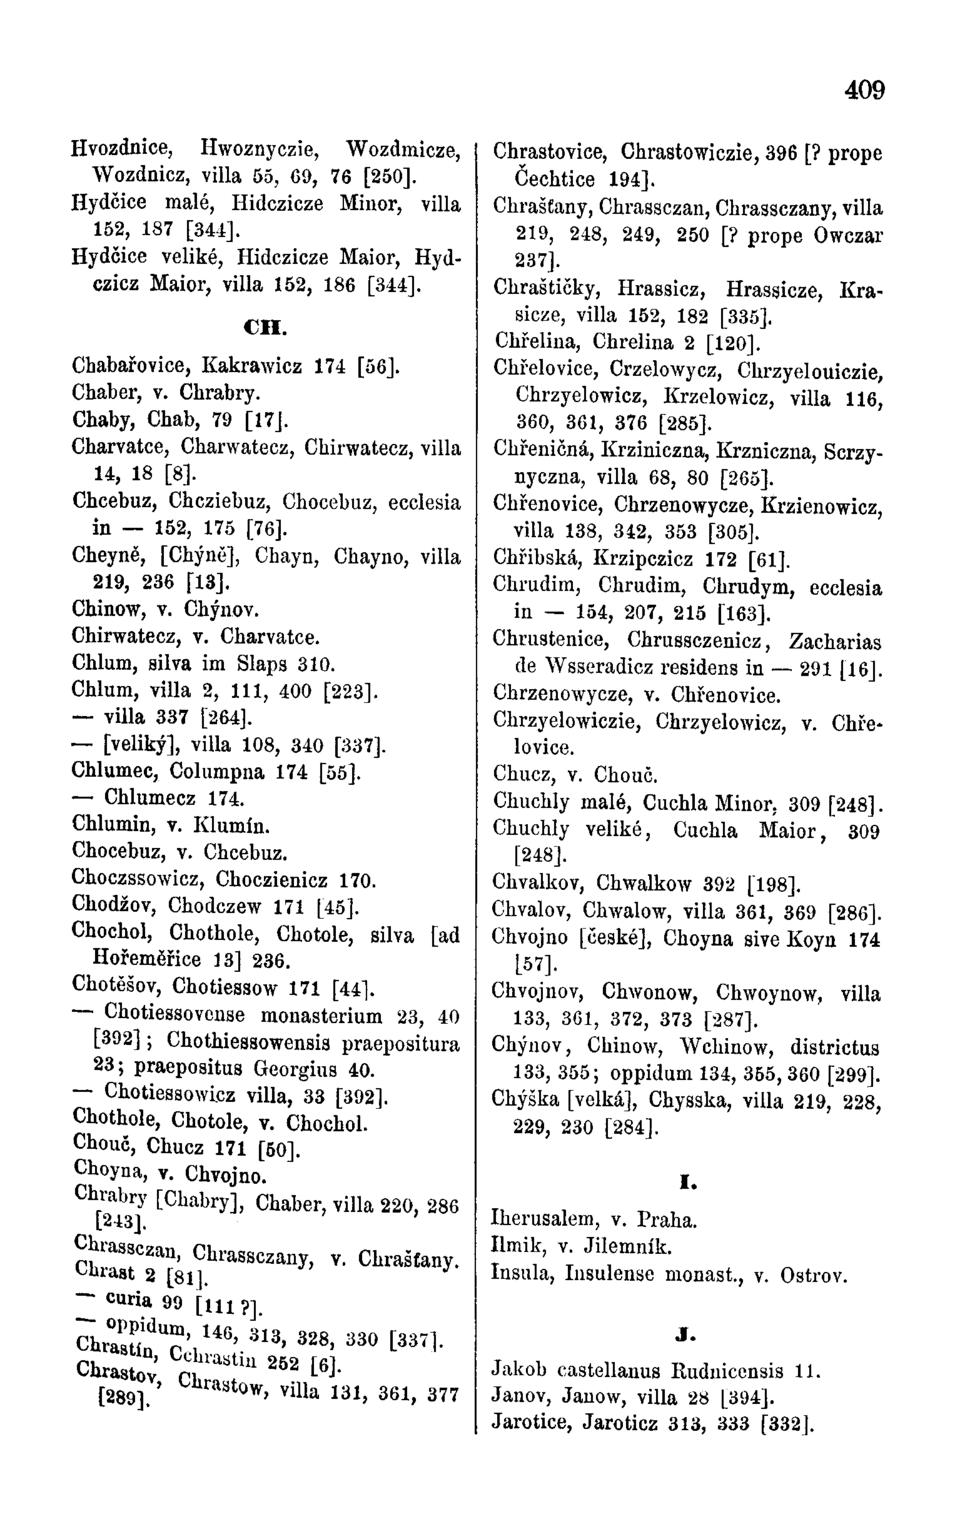 409
Hvozdnice, Hwoznyczie, Wozdmicze,
Wozdnicz, villa 55, 69, 76 [250].
Hydčice malé, Hidczicze Minor, villa
152, 187 [344].
Hydčice veliké, Hidczicze Maior, Hyd-
czicz Maior, villa 152, 186 [344].
CH.
Chabařovice, Kakrawicz 174 [56].
Chaber, v. Chrabry.
Chaby, Chab, 79 [17].
Charvatce, Charwatecz, Chirwatecz, villa
14, 18 [8].
Chcebuz, Chcziebuz, Chocebuz, ecclesia
in — 152, 175 [76].
Cheyně, [Chýně], Chayn, Chayno, villa
219, 236 [13].
Chinow, v. Chýnov.
Chirwatecz, v. Charvatce.
Chlum, silva im Slaps 310.
Chlum, villa 2, 111, 400 [223].
— villa 337 [264].
— [veliký], villa 108, 340 [337].
Chlumec, Columpna 174 [55].
— Chlumecz 174.
Chlumin, v. Klumín.
Chocebuz, v. Chcebuz.
Choczssowicz, Choczienicz 170.
Chodžov, Chodczew 171 [45].
Chochol, Chothole, Chotole, silva [ad
Hořeměřice 13] 236.
Chotěšov, Chotiessow 171 [44].
— Chotiessovense monasterium 23, 40
[392]; Chothiessowensis praepositura
23; praepositus Georgius 40.
— Chotiessowicz villa, 33 [392].
Chothole, Chotole, v. Chochol.
Chouč, Chucz 171 [50].
Choyna, v. Chvojno.
Chrabry [Chabry], Chaber, villa 220, 286
[243].
Chrassczan, Chrassczany, v. Chrašťany.
Chrast 2 [81].
— curia 99 [111 ?].
— oppidum, 146, 313, 328, 330 [337].
Chrastín, Cchrastin 252 [6].
Chrastov, Chrastow, villa 131, 361, 377
[289].
Chrastovice, Chrastowiczie, 396 [? prope
Čechtice 194].
Chrašťany, Chrassczan, Chrassczany, villa
219, 248, 249, 250 [? prope Owczar
237].
Chraštičky, Hrassicz, Hrassicze, Kra-
sicze, villa 152, 182 [335].
Chřelina, Chrelina 2 [120].
Chřelovice, Crzelowycz, Chrzyelouiczie,
Chrzyelowicz, Krzelowicz, villa 116,
360, 361, 376 [285].
Chřeničná, Krziniczna, Krzniczna, Scrzy-
nyczna, villa 68, 80 [265].
Chřenovice, Chrzenowycze, Krzienowicz,
villa 138, 342, 353 [305].
Chřibská, Krzipczicz 172 [61].
Chrudim, Chrudim, Chrudym, ecclesia
in — 154, 207, 215 [163].
Chrustenice, Chrussczenicz, Zacharias
de Wsseradicz residens in — 291 [16].
Chrzenowycze, v. Chřenovice.
Chrzyelowiczie, Chrzyelowicz, v. Chře-
lovice.
Chucz, v. Chouč.
Chuchly malé, Cuchla Minor, 309 [248].
Chuchly veliké, Cuchla Maior, 309
[248].
Chvalkov, Chwalkow 392 [198].
Chvalov, Chwalow, villa 361, 369 [286].
Chvojno [české], Choyna sive Koyn 174
[57].
Chvojnov, Chwonow, Chwoynow, villa
133, 361, 372, 373 [287].
Chýnov, Chinow, Wchinow, districtus
133, 355; oppidum 134, 355, 360 [299].
Chýška [velká], Chysska, villa 219, 228,
229, 230 [284].
I.
Iherusalem, v. Praha.
Ilmik, v. Jilemník.
Insula, Insulense monast., v. Ostrov.
J.
Jakob castellanus Rudnicensis 11.
Janov, Janow, villa 28 [394].
Jarotice, Jaroticz 313, 333 [332].